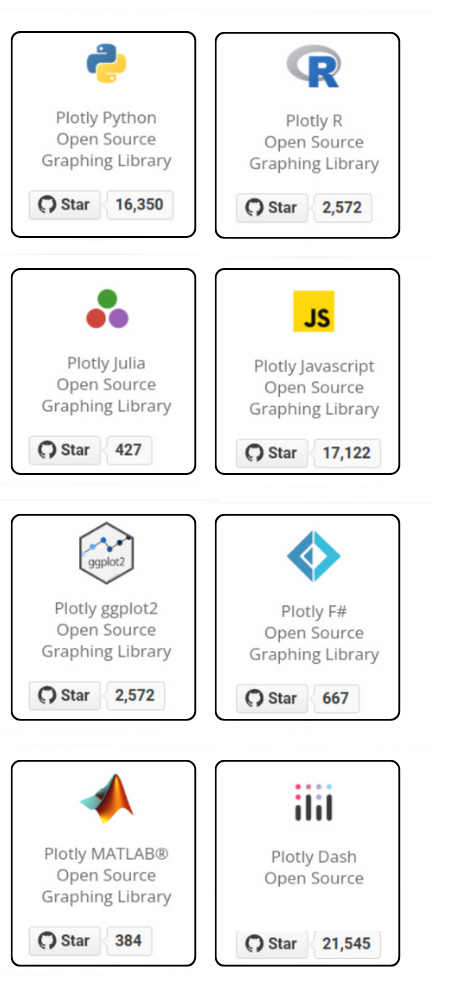 Plotly Python
Open Source
Graphing Library
Star 16,350
R
Plotly R
Open Source
Graphing Library
Star 2,572
Plotly Julia
Open Source
Graphing Library
Star 427
JS
Plotly Javascript
Open Source
Graphing Library
Star 17,122
ggplot2
Plotly ggplot2
Open Source
Graphing Library
Star 2,572
Plotly F#
Open Source
Graphing Library
Star 667
Plotly MATLAB®
Open Source
Graphing Library
Star 384
Plotly Dash
Open Source
Star 21,545